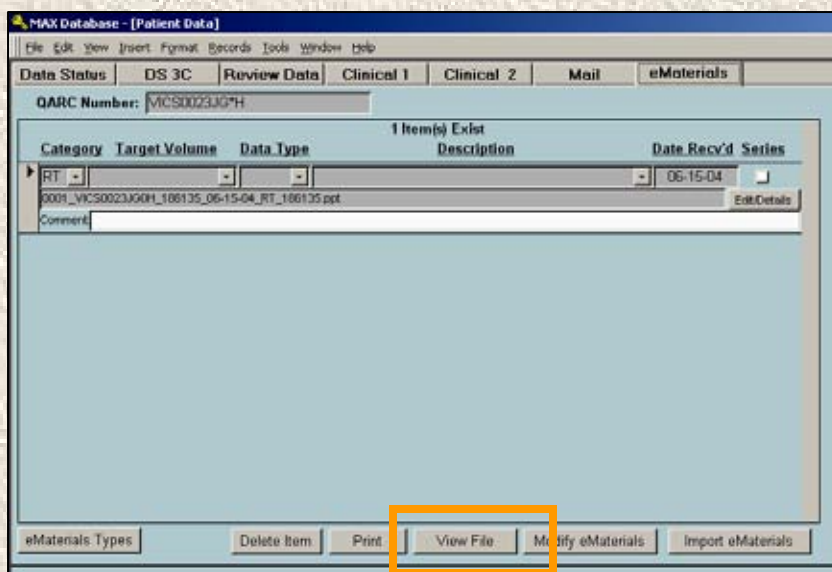 MAX Database - [Patient Data]
File Edit View Insert Format Records Tools Window Help
Data Status DS 3C Review Data Clinical 1 Clinical 2 Mail eMaterials
QARC Number: VICS0023JG*H
1 Item(s) Exist
Category Target Volume Data Type Description Date Recv'd Series
RT 06-15-04
0001_VICS0023JG0H_186135_06-15-04_RT_186135.ppt Edit Details
Comment:
eMaterials Types Delete Item Print View File Modify eMaterials Import eMaterials